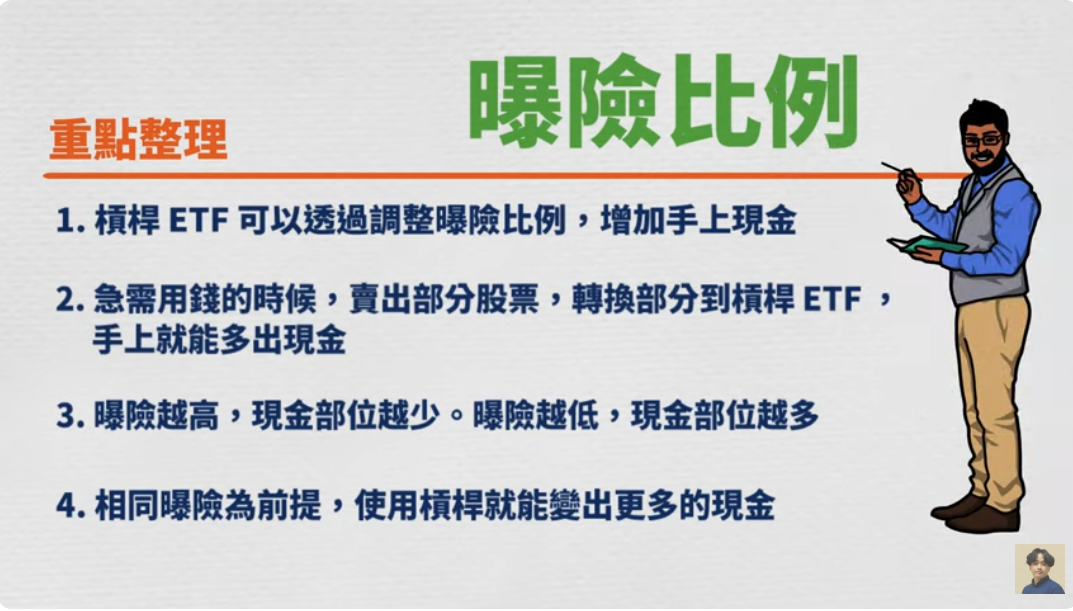 曝險比例
重點整理
1. 槓桿 ETF 可以透過調整曝險比例，增加手上現金
2. 急需用錢的時候，賣出部分股票，轉換部分到槓桿 ETF ，
手上就能多出現金
3. 曝險越高，現金部位越少。曝險越低，現金部位越多
4. 相同曝險為前提，使用槓桿就能變出更多的現金